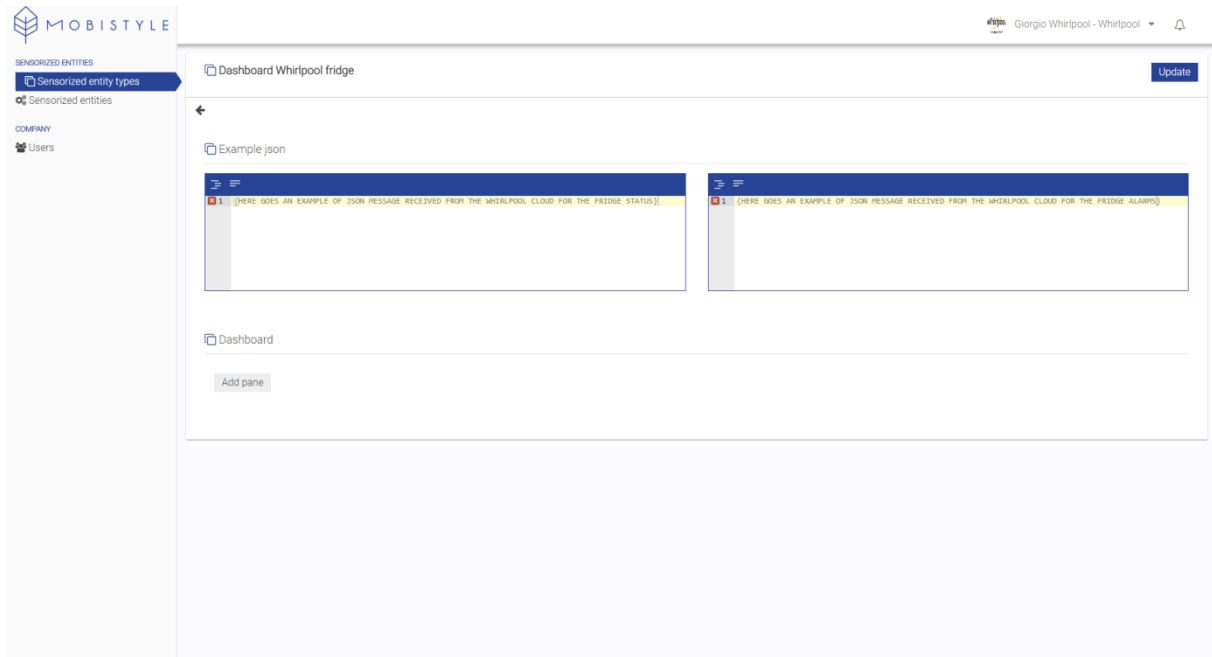 MOBISTYLE
Giorgio Whirlpool - Whirlpool
SENSORIZED ENTITIES
Sensorized entity types
Sensorized entities
COMPANY
Users
Dashboard Whirlpool fridge
Update
Example json
1 {HERE GOES AN EXAMPLE OF JSON MESSAGE RECEIVED FROM THE WHIRLPOOL CLOUD FOR THE FRIDGE STATUS}
1 {HERE GOES AN EXAMPLE OF JSON MESSAGE RECEIVED FROM THE WHIRLPOOL CLOUD FOR THE FRIDGE ALARMS}
Dashboard
Add pane